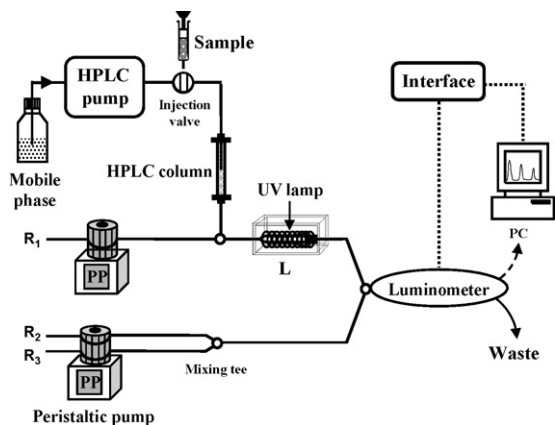 Sample
HPLC
pump
Injection
valve
Mobile
phase
HPLC column
UV lamp
Interface
PC
R1
PP
L
Luminometer
R2
R3
PP
Mixing tee
Waste
Peristaltic pump